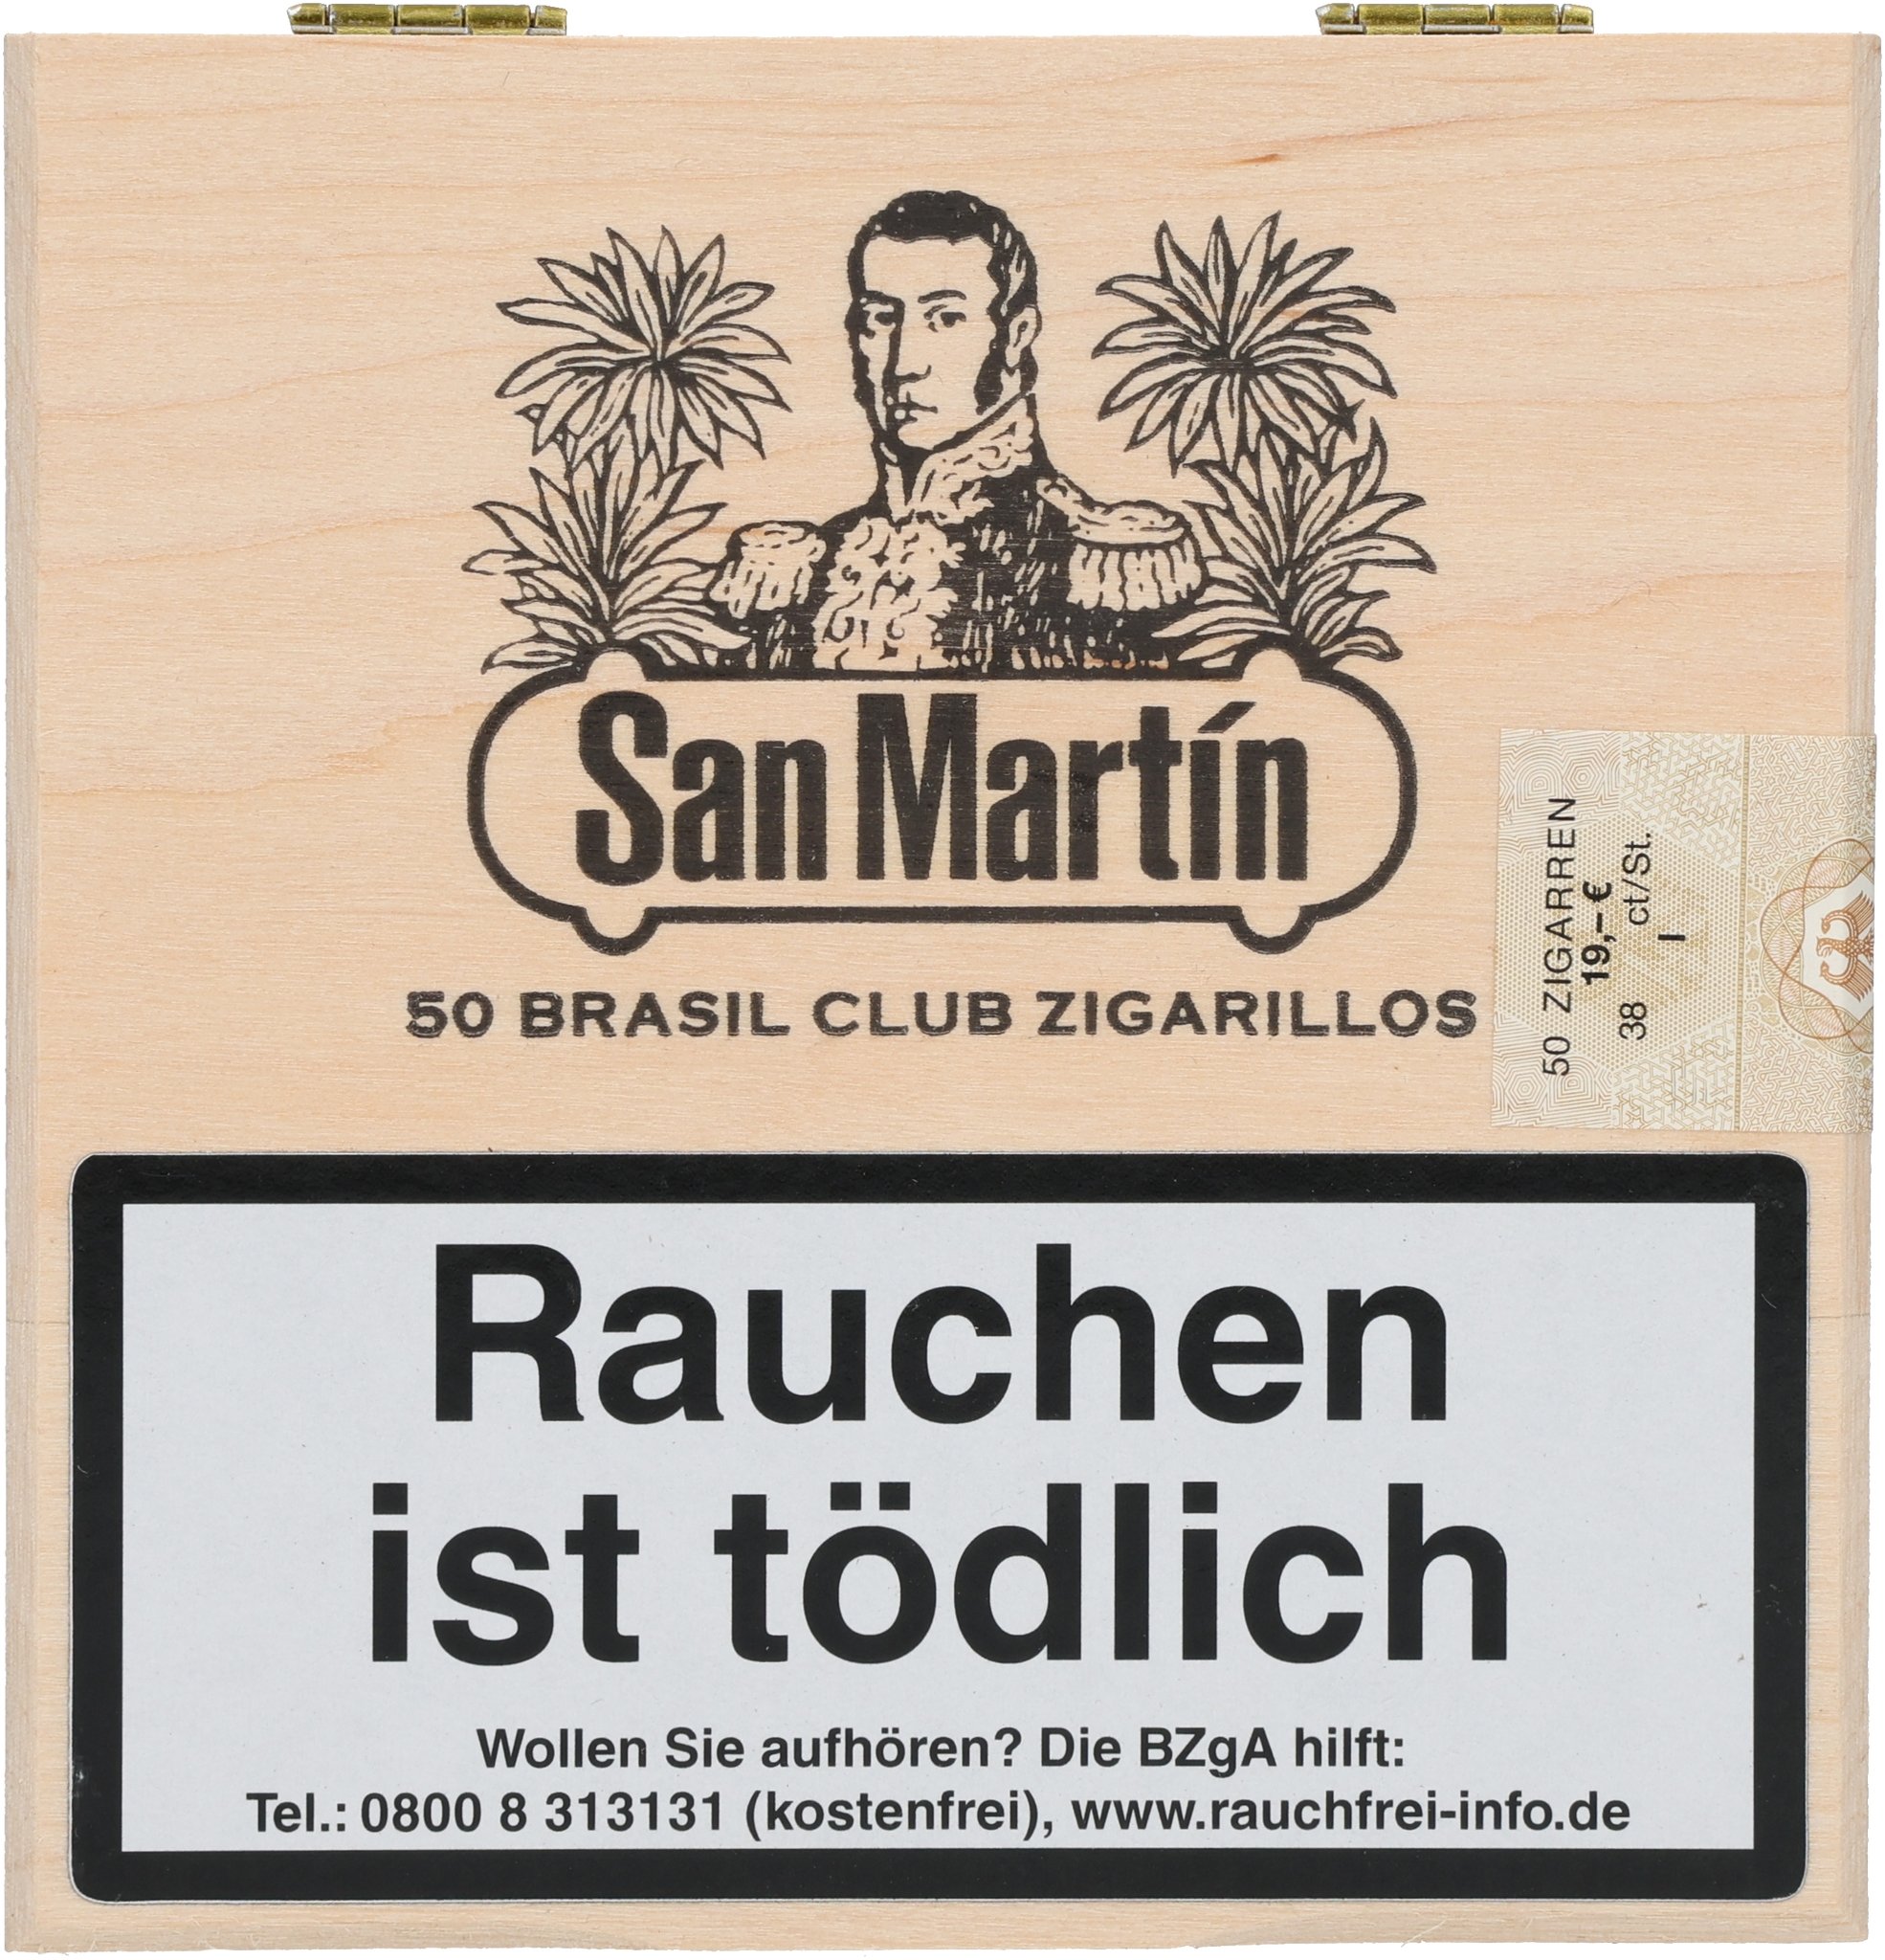 San Martín
50 BRASIL CLUB ZIGARILLOS
50 ZIGARREN
19,– €
38 ct/St.
I
Rauchen
ist tödlich
Wollen Sie aufhören? Die BZgA hilft:
Tel.: 0800 8 313131 (kostenfrei), www.rauchfrei-info.de